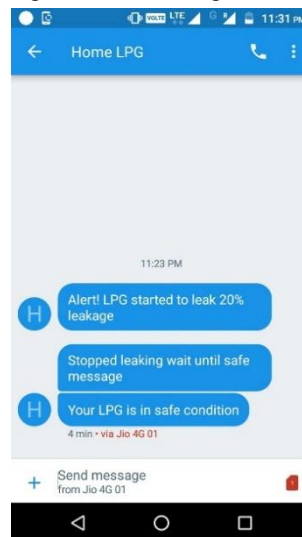 VOLTE LTE G 11:31 PM
Home LPG
11:23 PM
H
Alert! LPG started to leak 20%
leakage
Stopped leaking wait until safe
message
H
Your LPG is in safe condition
4 min • via Jio 4G 01
+ Send message
from Jio 4G 01